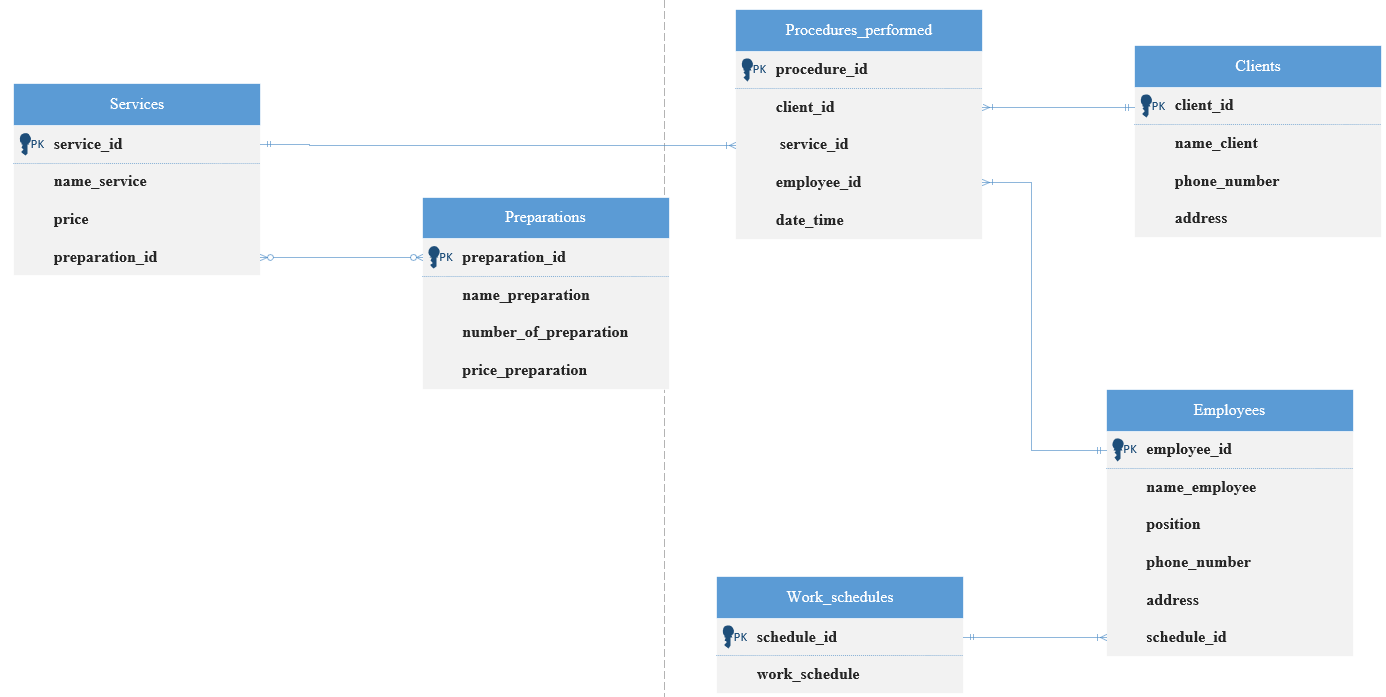 Services
PK service_id
name_service
price
preparation_id
Preparations
PK preparation_id
name_preparation
number_of_preparation
price_preparation
Procedures_performed
PK procedure_id
client_id
service_id
employee_id
date_time
Clients
PK client_id
name_client
phone_number
address
Employees
PK employee_id
name_employee
position
phone_number
address
schedule_id
Work_schedules
PK schedule_id
work_schedule